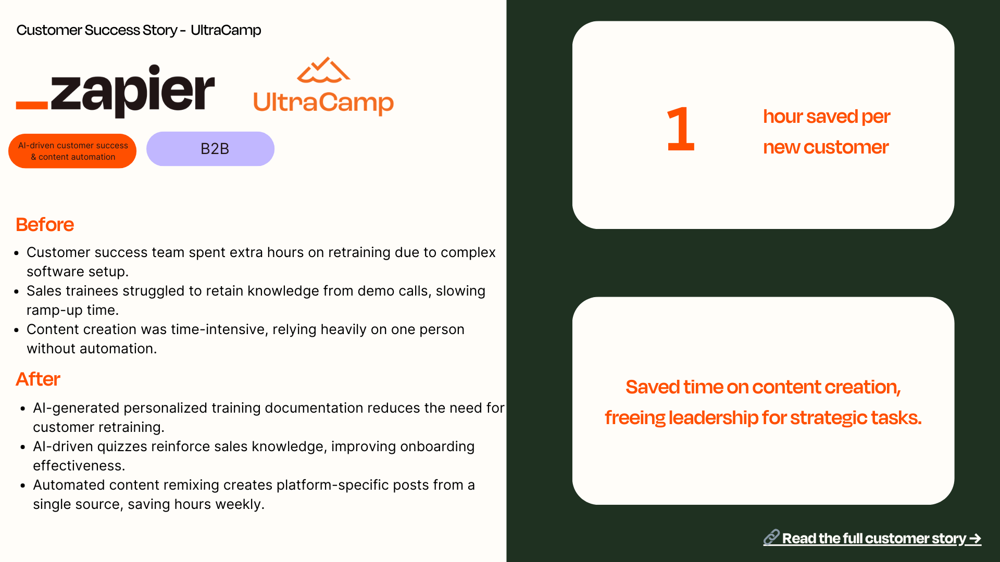 Customer Success Story - UltraCamp
zapier
UltraCamp
AI-driven customer success
& content automation
B2B
Before
• Customer success team spent extra hours on retraining due to complex
software setup.
• Sales trainees struggled to retain knowledge from demo calls, slowing
ramp-up time.
• Content creation was time-intensive, relying heavily on one person
without automation.
After
• AI-generated personalized training documentation reduces the need for
customer retraining.
• AI-driven quizzes reinforce sales knowledge, improving onboarding
effectiveness.
• Automated content remixing creates platform-specific posts from a
single source, saving hours weekly.
1
hour saved per
new customer
Saved time on content creation,
freeing leadership for strategic tasks.
🔗 Read the full customer story →